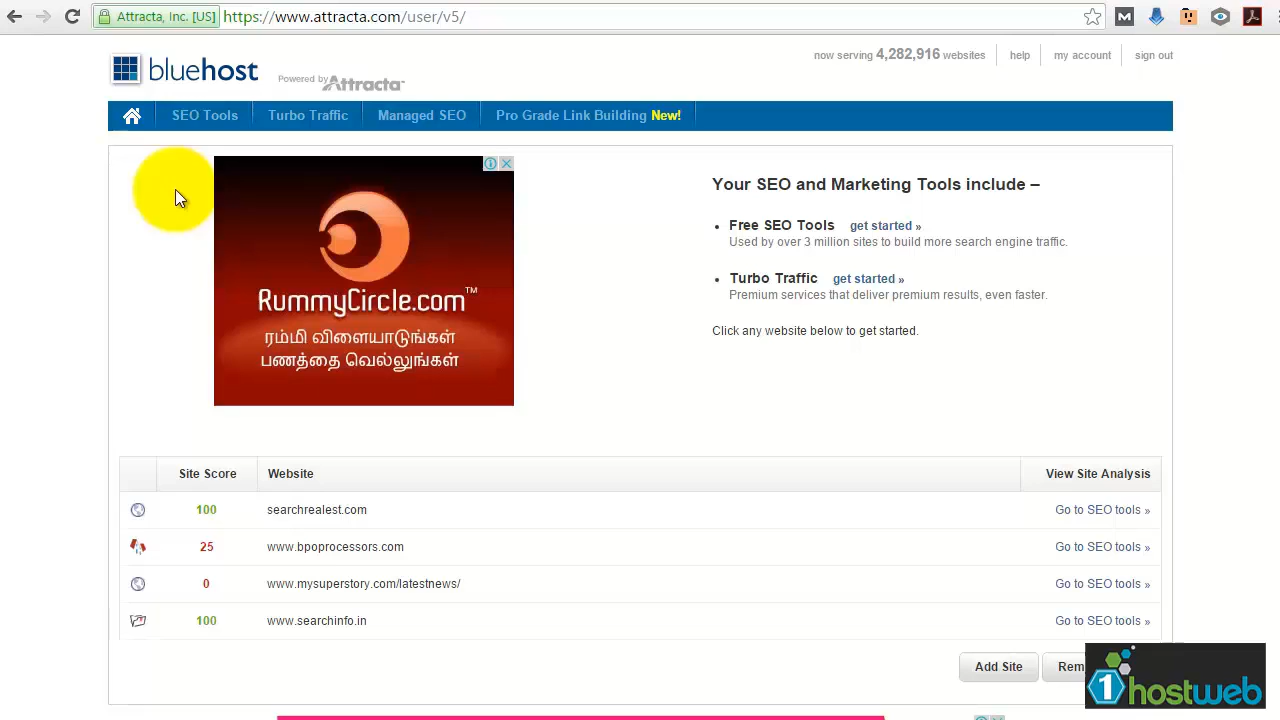 Attracta, Inc. [US] https://www.attracta.com/user/v5/
bluehost Powered by Attracta
now serving 4,282,916 websites help my account sign out
SEO Tools Turbo Traffic Managed SEO Pro Grade Link Building New!
RummyCircle.com™
ரம்மி விளையாடுங்கள்
பணத்தை வெல்லுங்கள்
Your SEO and Marketing Tools include –
• Free SEO Tools get started »
Used by over 3 million sites to build more search engine traffic.
• Turbo Traffic get started »
Premium services that deliver premium results, even faster.
Click any website below to get started.
Site Score Website View Site Analysis
100 searchrealest.com Go to SEO tools »
25 www.bpoprocessors.com Go to SEO tools »
0 www.mysuperstory.com/latestnews/ Go to SEO tools »
100 www.searchinfo.in Go to SEO tools »
Add Site
1hostweb